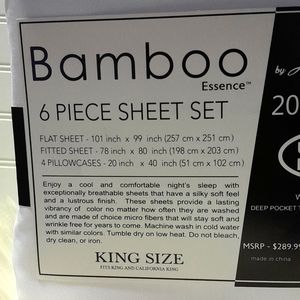 Bamboo
Essence™
6 PIECE SHEET SET
FLAT SHEET - 101 inch x 99 inch (257 cm x 251 cm )
FITTED SHEET - 78 inch x 80 inch (198 cm x 203 cm)
4 PILLOWCASES - 20 inch x 40 inch (51 cm x 102 cm)
Enjoy a cool and comfortable night's sleep with
exceptionally breathable sheets that have a silky soft feel
and a lustrous finish. These sheets provide a lasting
vibrancy of color no mater how often they are washed
and are made of choice micro fibers that will stay soft and
wrinkle free for years to come. Machine wash in cold water
with similar colors. Tumble dry on low heat. Do not bleach,
dry clean, or iron.
KING SIZE
FITS KING AND CALIFORNIA KING
by
20
DEEP POCKET
MSRP - $289.99
made in china